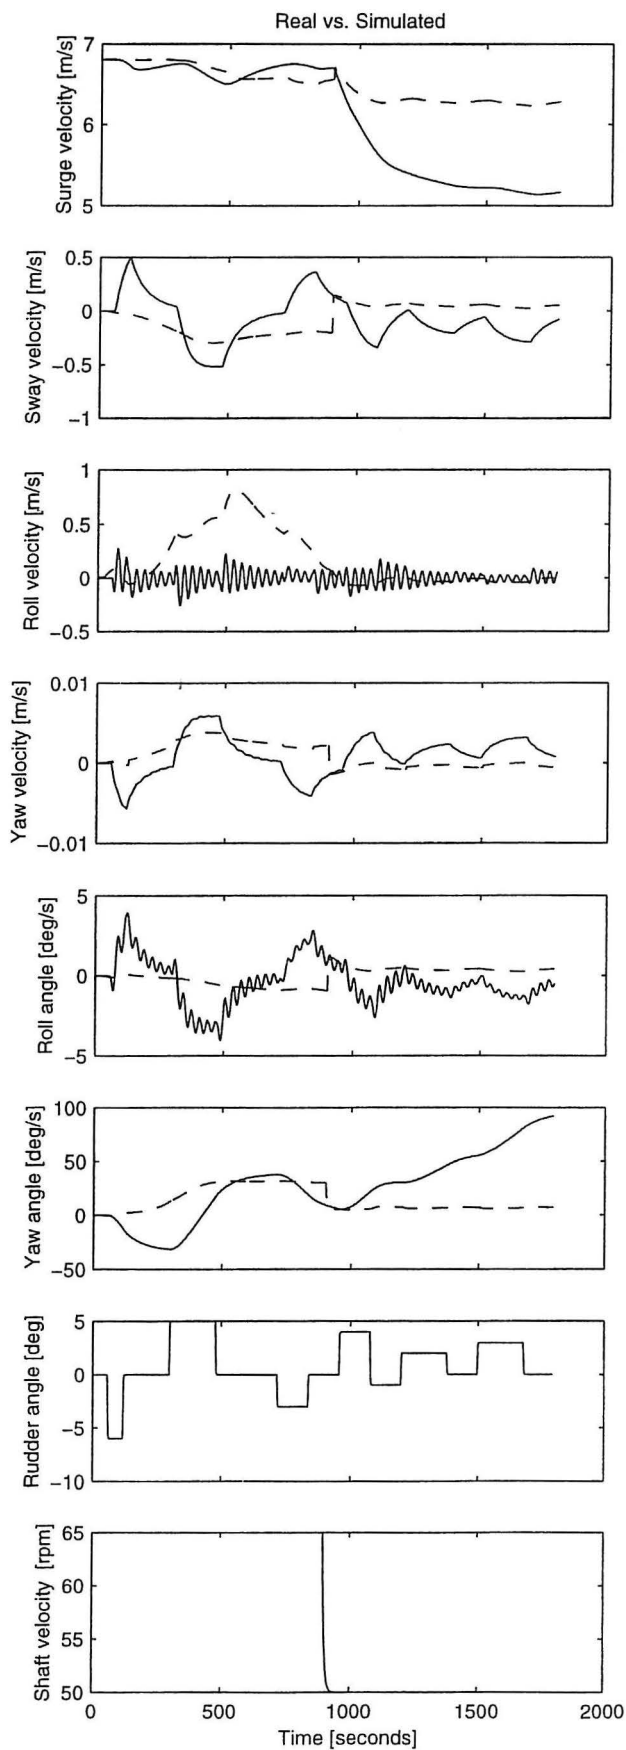 Real vs. Simulated
7
6
5
Surge velocity [m/s]
0.5
0
−0.5
−1
Sway velocity [m/s]
1
0.5
0
−0.5
Roll velocity [m/s]
0.01
0
−0.01
Yaw velocity [m/s]
5
0
−5
Roll angle [deg/s]
100
50
0
−50
Yaw angle [deg/s]
5
0
−5
−10
Rudder angle [deg]
65
60
55
50
Shaft velocity [rpm]
0 500 1000 1500 2000
Time [seconds]